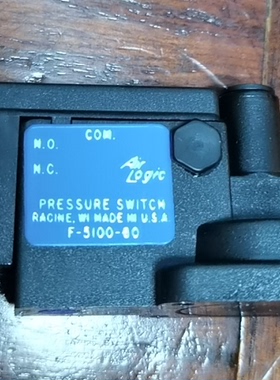 COM.
N.O.
N.C.
Air Logic
PRESSURE SWITCH
RACINE, WI MADE IN U.S.A
F-5100-60